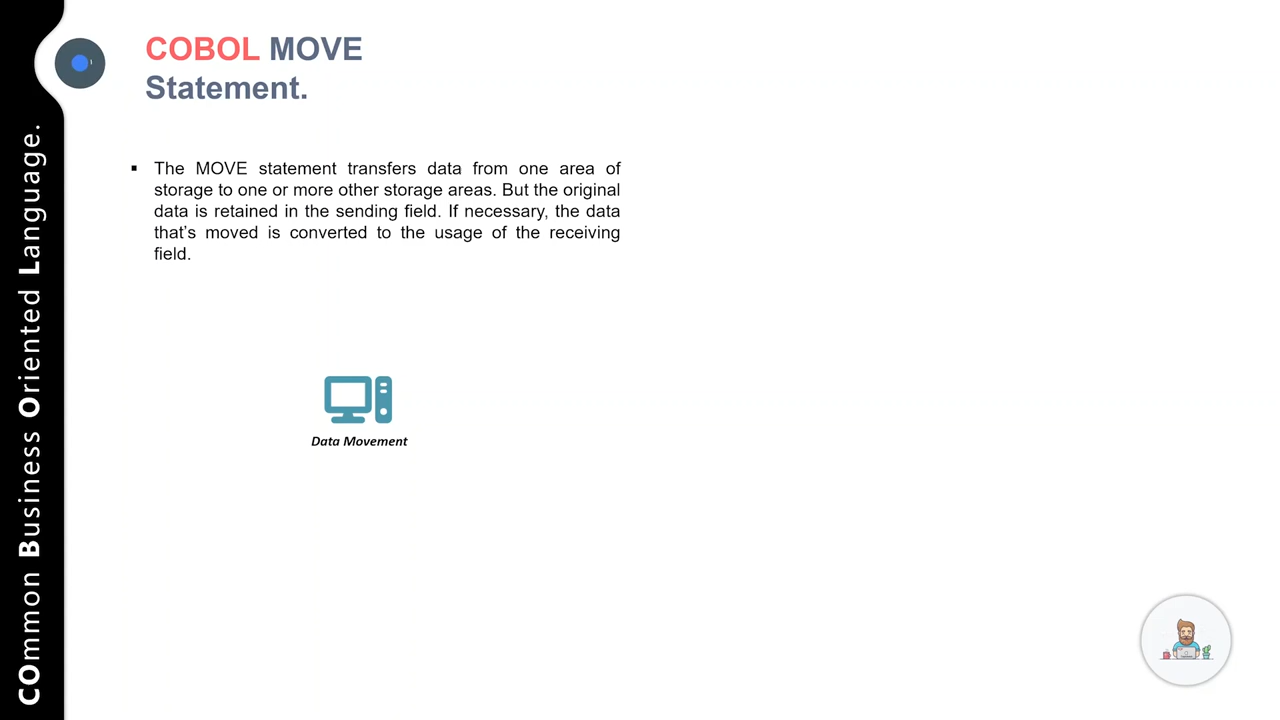 COmmon Business Oriented Language.
COBOL MOVE
Statement.
▪ The MOVE statement transfers data from one area of
storage to one or more other storage areas. But the original
data is retained in the sending field. If necessary, the data
that’s moved is converted to the usage of the receiving
field.
Data Movement